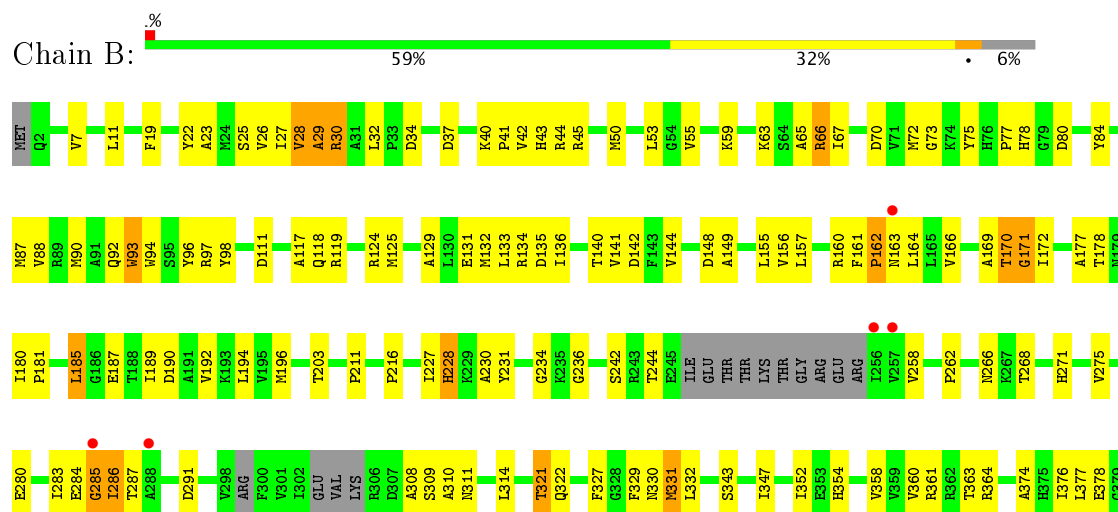 .%
Chain B:
59% 32% • 6%
MET Q2 V7 L11 F19 Y22 A23 M24 S25 V26 I27 V28 A29 R30 A31 L32 P33 D34 D37 K40 P41 V42 H43 R44 R45 M50 L53 G54 V55 K59 K63 S64 A65 R66 I67 D70 V71 M72 G73 K74 Y75 H76 P77 H78 G79 D80 Y84
M87 V88 R89 M90 A91 Q92 W93 W94 S95 Y96 R97 Y98 D111 A117 Q118 R119 R124 M125 A129 L130 E131 M132 L133 R134 D135 I136 T140 V141 D142 F143 V144 D148 A149 L155 V156 L157 R160 F161 P162 N163 L164 L165 V166 A169 T170 G171 I172 A177 T178 N179
I180 P181 L185 G186 E187 T188 I189 D190 A191 V192 K193 L194 V195 M196 T203 P211 P216 I227 H228 K229 A230 Y231 G234 K235 G236 S242 R243 T244 E245 ILE GLU THR THR LYS THR GLY ARG GLU ARG I256 V257 V258 P262 N266 K267 T268 H271 V275
E280 I283 E284 G285 I286 T287 A288 D291 V298 ARG F300 V301 I302 GLU VAL LYS R306 D307 A308 S309 A310 N311 L314 T321 Q322 F327 G328 F329 N330 M331 L332 S343 I347 I352 E353 H354 V358 V359 V360 R361 R362 T363 R364 A374 H375 I376 L377 E378 G379